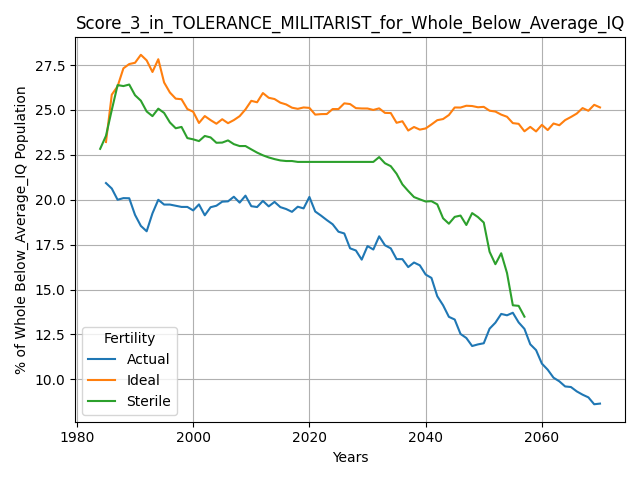 Score_3_in_TOLERANCE_MILITARIST_for_Whole_Below_Average_IQ
% of Whole Below_Average_IQ Population
27.5
25.0
22.5
20.0
17.5
15.0
12.5
10.0
Fertility
Actual
Ideal
Sterile
1980 2000 2020 2040 2060
Years